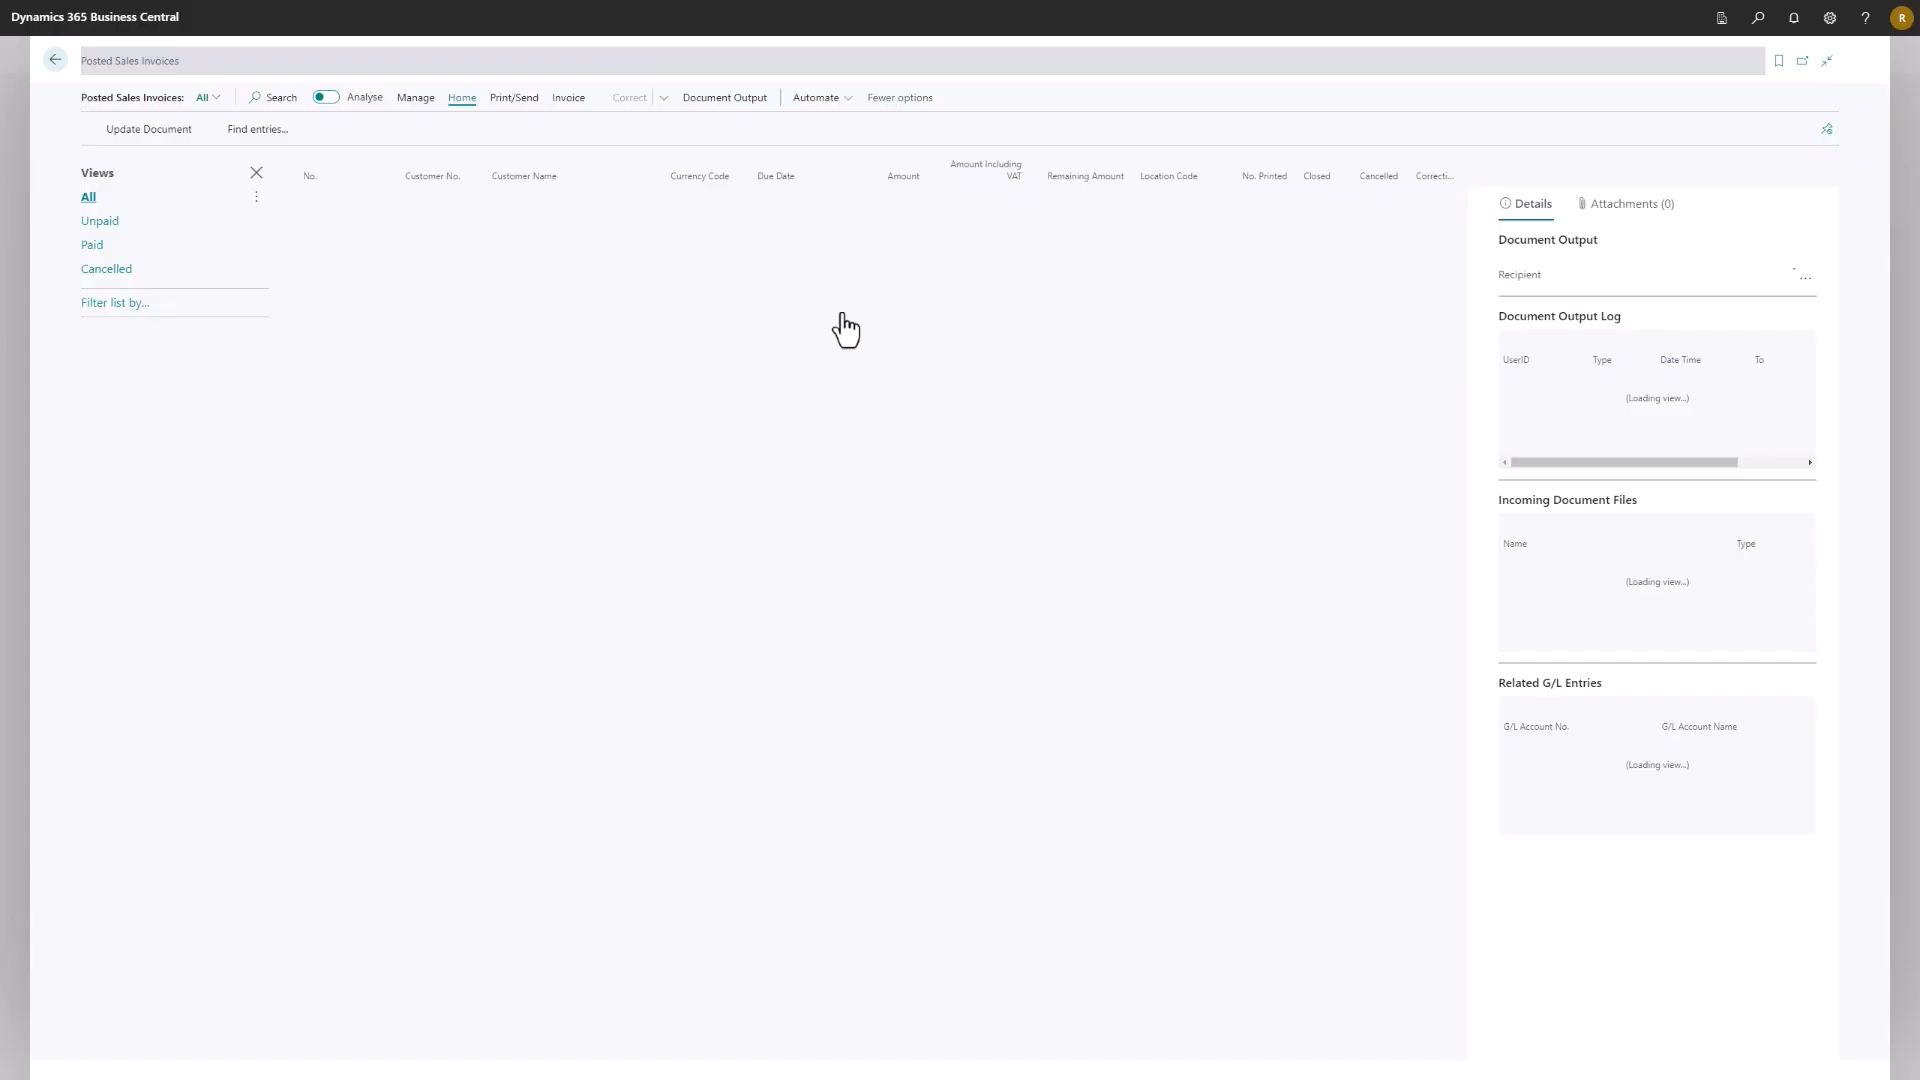 Dynamics 365 Business Central
?
R
Posted Sales Invoices
Posted Sales Invoices: All
Search
Analyse
Manage
Home
Print/Send
Invoice
Correct
Document Output
Automate
Fewer options
Update Document
Find entries...
Views
All
Unpaid
Paid
Cancelled
Filter list by...
No.
Customer No.
Customer Name
Currency Code
Due Date
Amount
Amount Including
VAT
Remaining Amount
Location Code
No. Printed
Closed
Cancelled
Correcti...
Details
Attachments (0)
Document Output
Recipient
...
Document Output Log
UserID
Type
Date Time
To
(Loading view...)
Incoming Document Files
Name
Type
(Loading view...)
Related G/L Entries
G/L Account No.
G/L Account Name
(Loading view...)